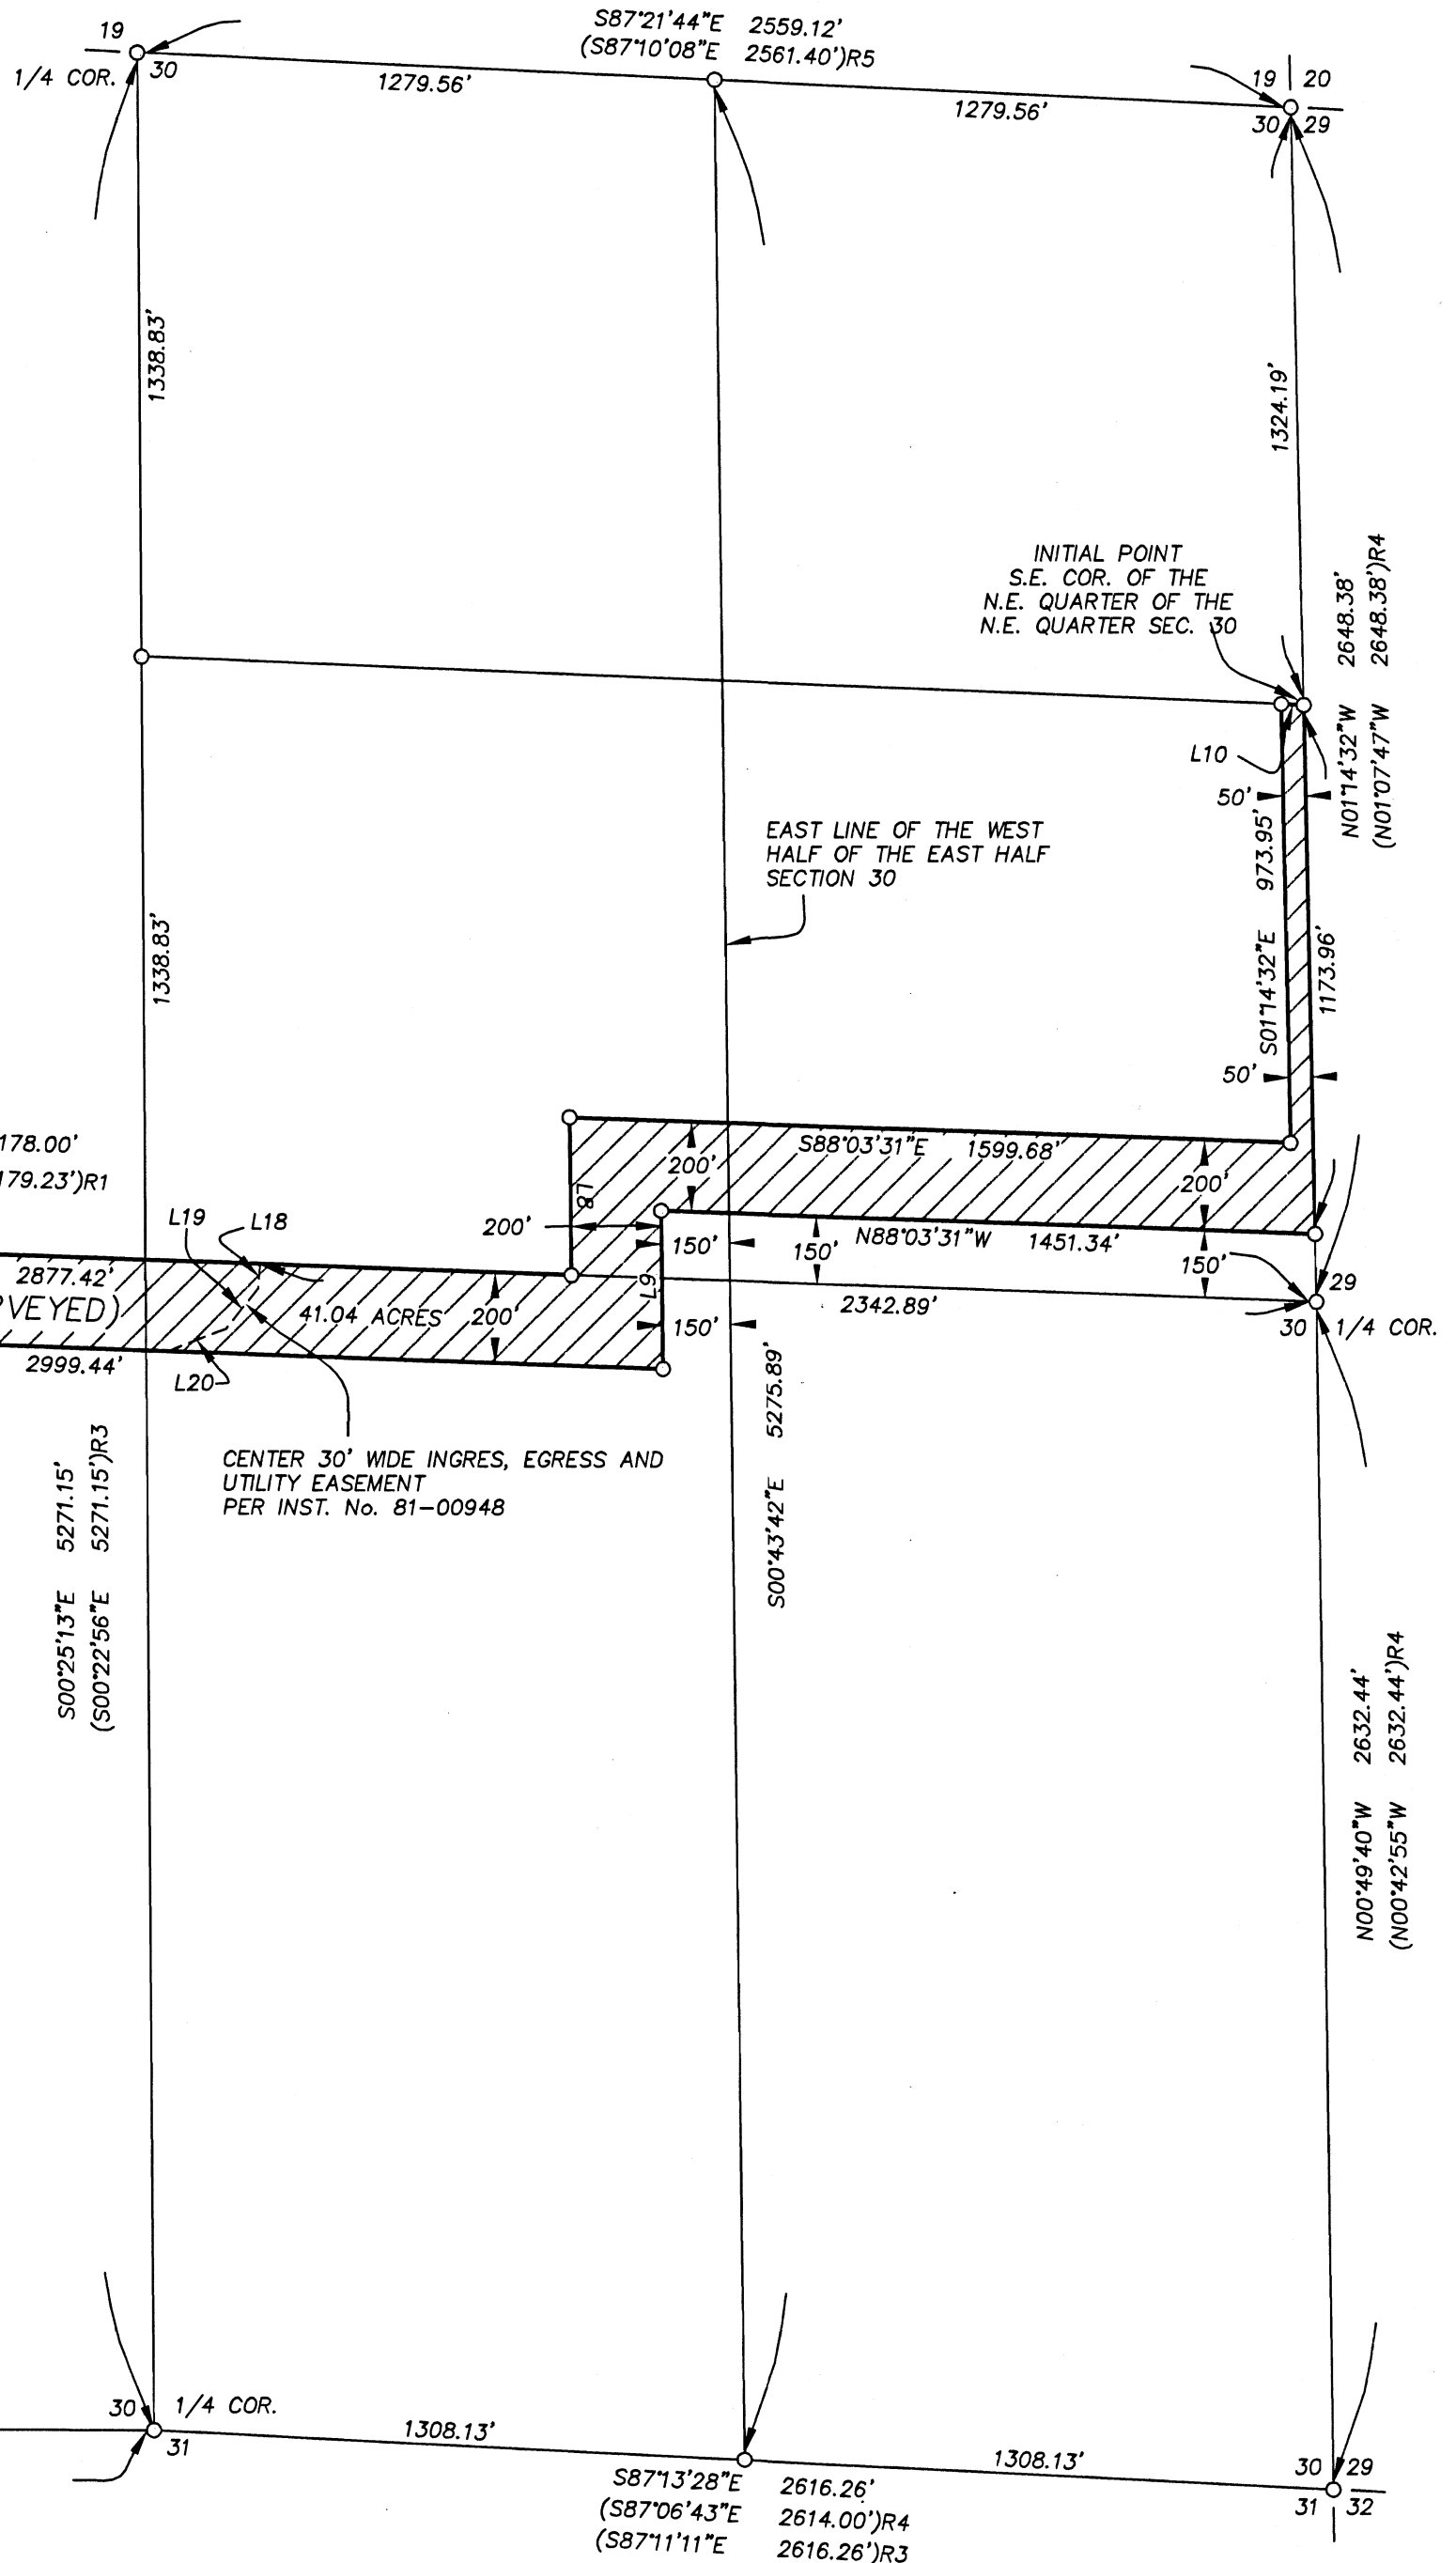 S87°21'44"E 2559.12'
(S87°10'08"E 2561.40')R5
19
30
1/4 COR.
1279.56'
1279.56'
19 20
30 29
1338.83'
1324.19'
INITIAL POINT
S.E. COR. OF THE
N.E. QUARTER OF THE
N.E. QUARTER SEC. 30
N01°14'32"W 2648.38'
(N01°07'47"W 2648.38')R4
L10
50'
EAST LINE OF THE WEST
HALF OF THE EAST HALF
SECTION 30
S01°14'32"E 973.95'
1338.83'
1173.96'
50'
178.00'
179.23')R1
S88°03'31"E 1599.68'
200'
200'
L8
L19
L18
200'
150'
150'
N88°03'31"W 1451.34'
150'
2877.42'
VEYED)
41.04 ACRES
200'
L9
2342.89'
29
30
1/4 COR.
150'
2999.44'
L20
CENTER 30' WIDE INGRES, EGRESS AND
UTILITY EASEMENT
PER INST. No. 81-00948
S00°43'42"E 5275.89'
S00°25'13"E 5271.15'
(S00°22'56"E 5271.15')R3
N00°49'40"W 2632.44'
(N00°42'55"W 2632.44')R4
30
1/4 COR.
31
1308.13'
1308.13'
30 29
31 32
S87°13'28"E 2616.26'
(S87°06'43"E 2614.00')R4
(S87°11'11"E 2616.26')R3